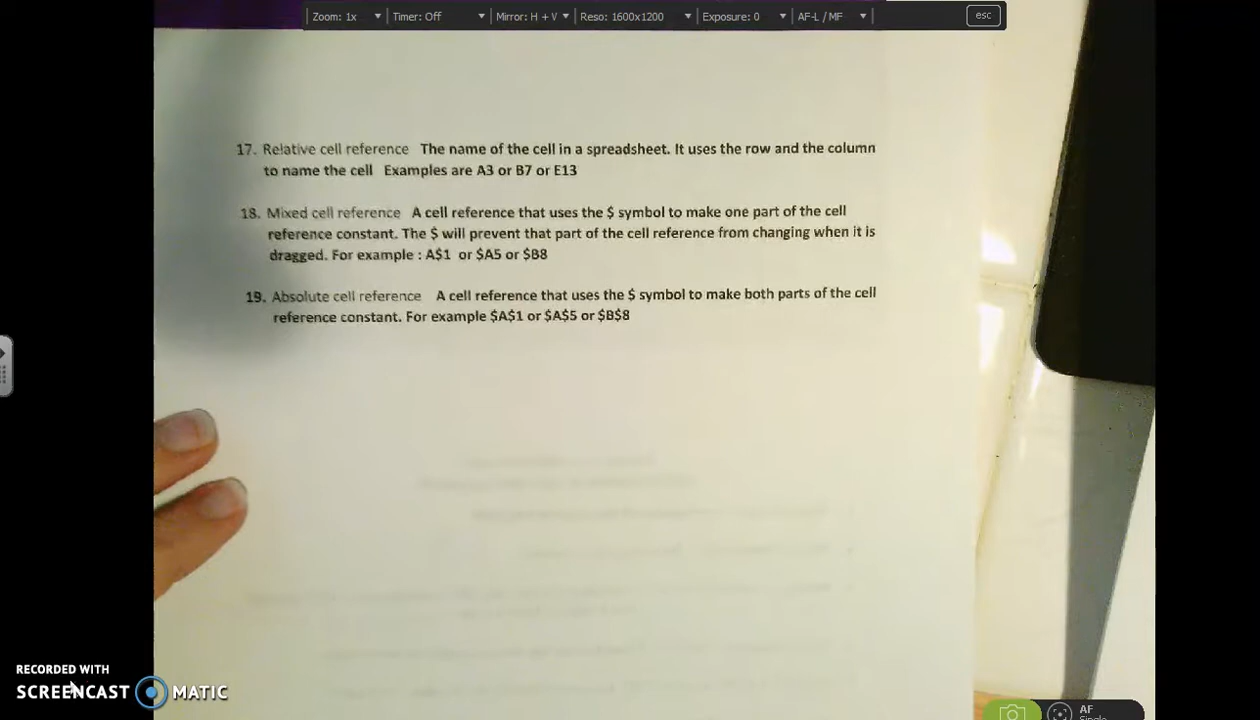 Zoom: 1x Timer: Off Mirror: H + V Reso: 1600x1200 Exposure: 0 AF-L / MF esc
17. Relative cell reference The name of the cell in a spreadsheet. It uses the row and the column
to name the cell Examples are A3 or B7 or E13
18. Mixed cell reference A cell reference that uses the $ symbol to make one part of the cell
reference constant. The $ will prevent that part of the cell reference from changing when it is
dragged. For example : A$1 or $A5 or $B8
19. Absolute cell reference A cell reference that uses the $ symbol to make both parts of the cell
reference constant. For example $A$1 or $A$5 or $B$8
RECORDED WITH
SCREENCAST MATIC
AF
Single